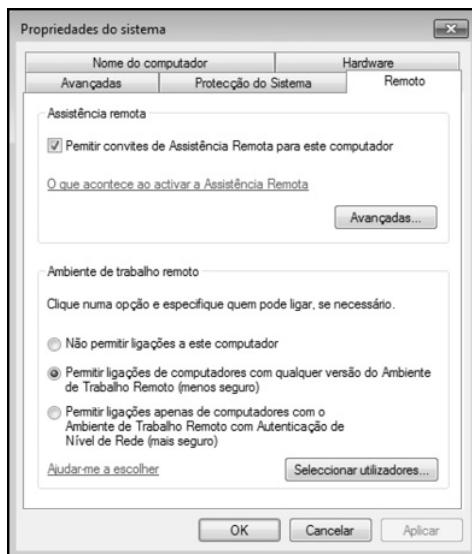 Propriedades do sistema
Nome do computador
Hardware
Avançadas
Protecção do Sistema
Remoto
Assistência remota
Pemitir convites de Assistência Remota para este computador
O que acontece ao activar a Assistência Remota
Avançadas...
Ambiente de trabalho remoto
Clique numa opção e especifique quem pode ligar, se necessário.
Não permitir ligações a este computador
Permitir ligações de computadores com qualquer versão do Ambiente
de Trabalho Remoto (menos seguro)
Permitir ligações apenas de computadores com o
Ambiente de Trabalho Remoto com Autenticação de
Nível de Rede (mais seguro)
Ajudar-me a escolher
Seleccionar utilizadores...
OK
Cancelar
Aplicar